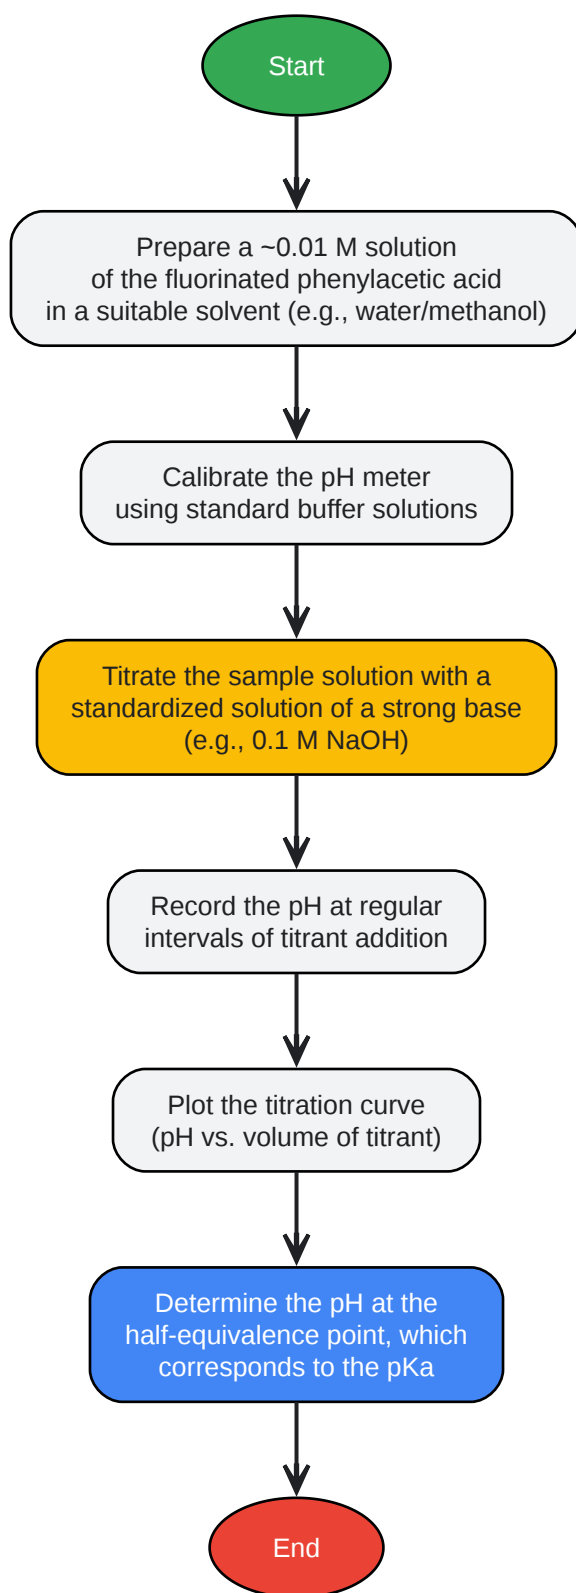 Start
Prepare a ~0.01 M solution
of the fluorinated phenylacetic acid
in a suitable solvent (e.g., water/methanol)
Calibrate the pH meter
using standard buffer solutions
Titrate the sample solution with a
standardized solution of a strong base
(e.g., 0.1 M NaOH)
Record the pH at regular
intervals of titrant addition
Plot the titration curve
(pH vs. volume of titrant)
Determine the pH at the
half-equivalence point, which
corresponds to the pKa
End